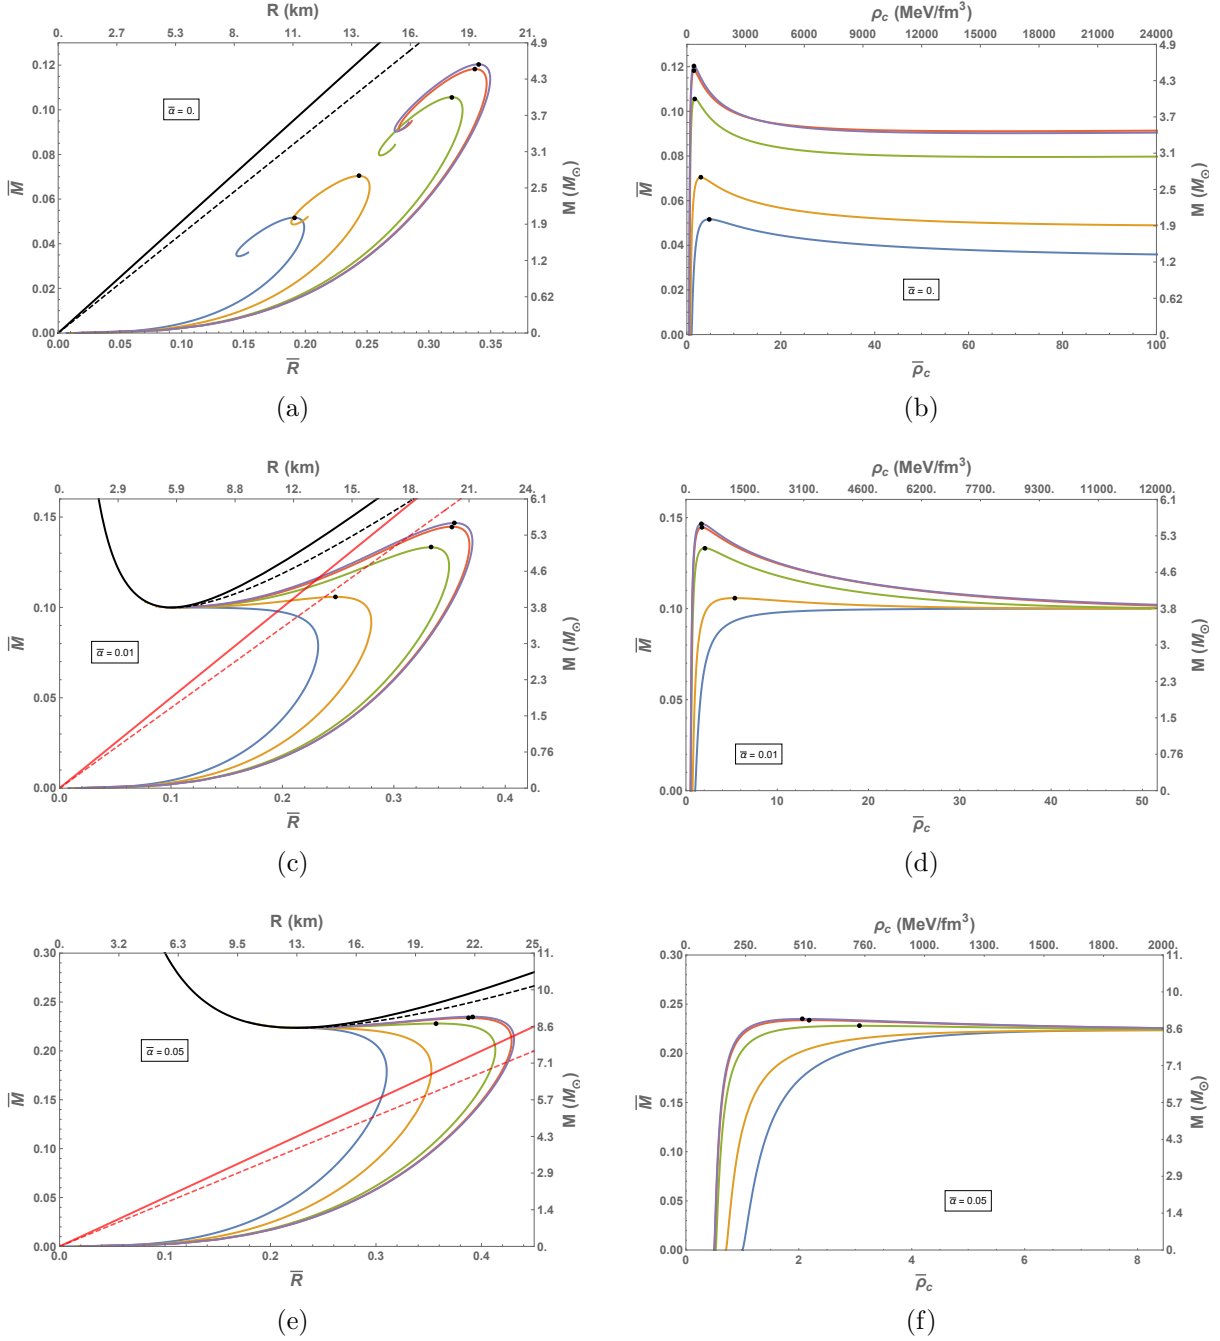 R (km)
0. 2.7 5.3 8. 11. 13. 16. 19. 21.
0.12 0.10 0.08 0.06 0.04 0.02 0.00
M̅
ᾱ = 0.
4.9 4.3 3.7 3.1 2.5 1.9 1.2 0.62 0.
M (M⊙)
0.00 0.05 0.10 0.15 0.20 0.25 0.30 0.35
R̅
(a)
ρc (MeV/fm³)
0. 3000 6000 9000 12000 15000 18000 21000 24000
0.12 0.10 0.08 0.06 0.04 0.02 0.00
M̅
ᾱ = 0.
4.9 4.3 3.7 3.1 2.5 1.9 1.2 0.62 0.
M (M⊙)
0 20 40 60 80 100
ρ̅c
(b)
R (km)
0. 2.9 5.9 8.8 12. 15. 18. 21. 24.
0.15 0.10 0.05 0.00
M̅
ᾱ = 0.01
6.1 5.3 4.6 3.8 3. 2.3 1.5 0.76 0.
M (M⊙)
0.0 0.1 0.2 0.3 0.4
R̅
(c)
ρc (MeV/fm³)
0. 1500. 3100. 4600. 6200. 7700. 9300. 11000. 12000.
0.15 0.10 0.05 0.00
M̅
ᾱ = 0.01
6.1 5.3 4.6 3.8 3. 2.3 1.5 0.76 0.
M (M⊙)
0 10 20 30 40 50
ρ̅c
(d)
R (km)
0. 3.2 6.3 9.5 13. 16. 19. 22. 25.
0.30 0.25 0.20 0.15 0.10 0.05 0.00
M̅
ᾱ = 0.05
11. 10. 8.6 7.1 5.7 4.3 2.9 1.4 0.
M (M⊙)
0.0 0.1 0.2 0.3 0.4
R̅
(e)
ρc (MeV/fm³)
0. 250. 510. 760. 1000. 1300. 1500. 1800. 2000.
0.30 0.25 0.20 0.15 0.10 0.05 0.00
M̅
ᾱ = 0.05
11. 10. 8.6 7.1 5.7 4.3 2.9 1.4 0.
M (M⊙)
0 2 4 6 8
ρ̅c
(f)